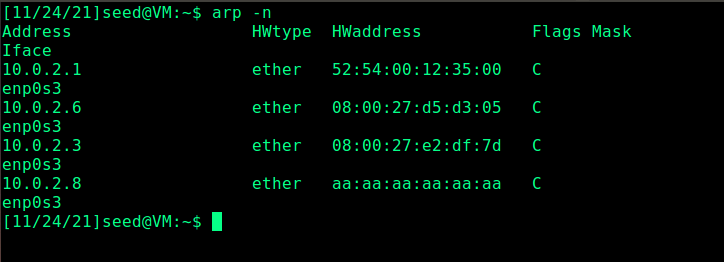 [11/24/21]seed@VM:~$ arp -n
Address                  HWtype  HWaddress           Flags Mask
Iface
10.0.2.1                 ether   52:54:00:12:35:00   C
enp0s3
10.0.2.6                 ether   08:00:27:d5:d3:05   C
enp0s3
10.0.2.3                 ether   08:00:27:e2:df:7d   C
enp0s3
10.0.2.8                 ether   aa:aa:aa:aa:aa:aa   C
enp0s3
[11/24/21]seed@VM:~$